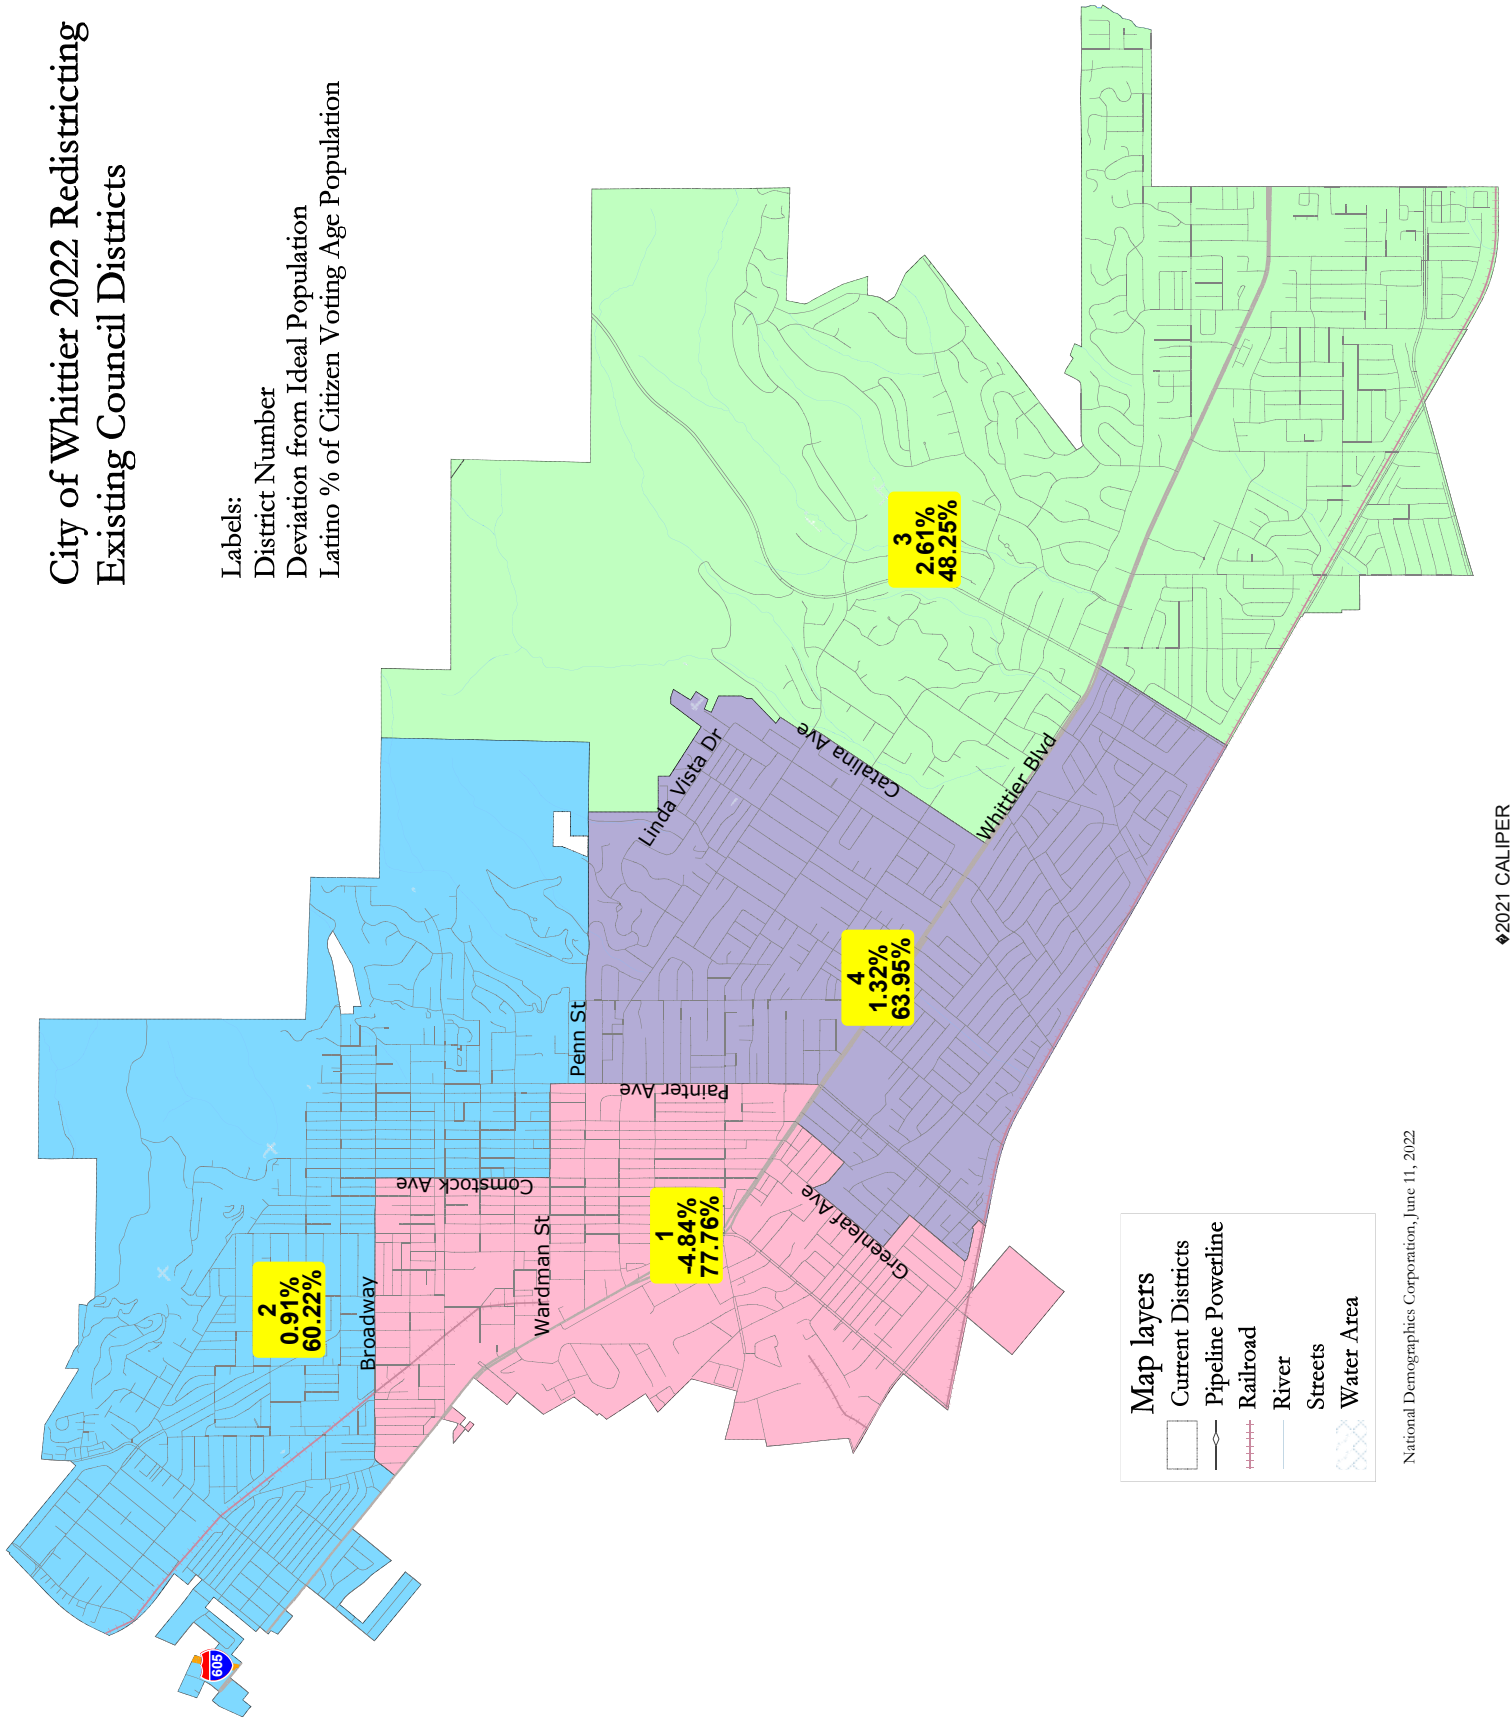 City of Whittier 2022 Redistricting
Existing Council Districts
Labels:
District Number
Deviation from Ideal Population
Latino % of Citizen Voting Age Population
2
0.91%
60.22%
3
2.61%
48.25%
4
1.32%
63.95%
1
-4.84%
77.76%
605
Broadway
Comstock Ave
Wardman St
Penn St
Painter Ave
Greenleaf Ave
Linda Vista Dr
Catalina Ave
Whittier Blvd
Map layers
Current Districts
Pipeline Powerline
Railroad
River
Streets
Water Area
National Demographics Corporation, June 11, 2022
�2021 CALIPER